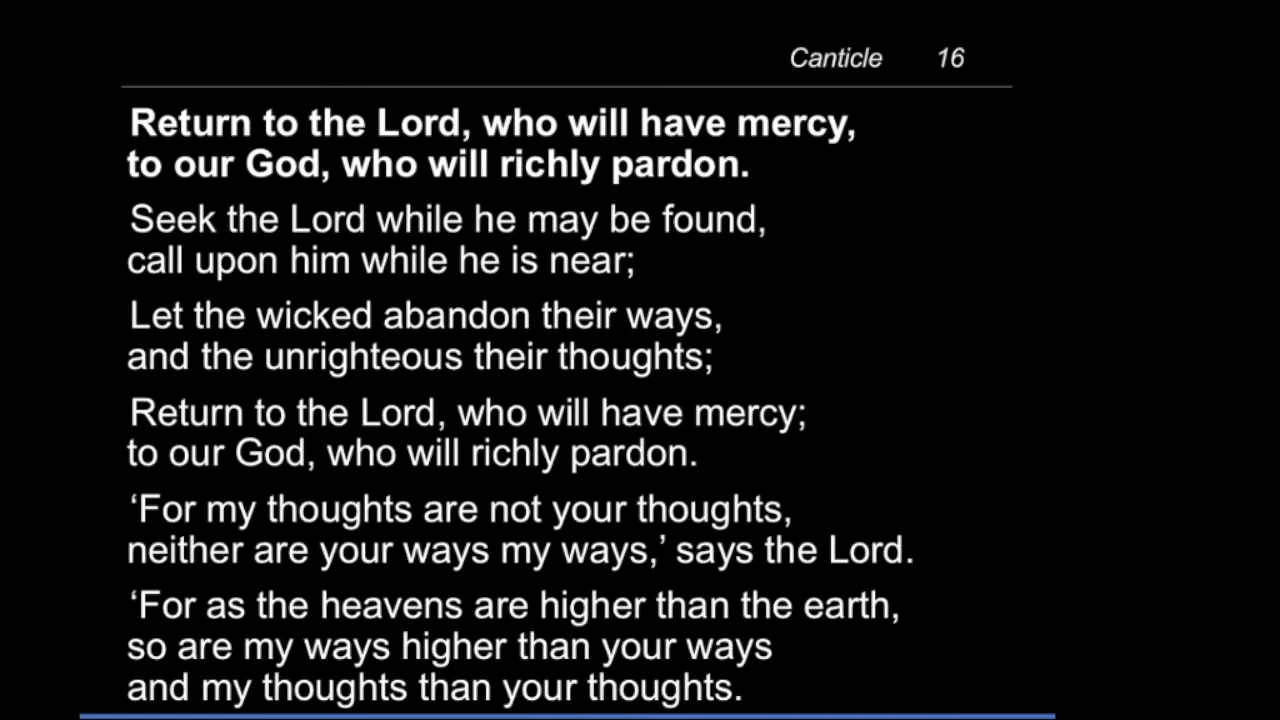 Canticle 16
Return to the Lord, who will have mercy,
to our God, who will richly pardon.
Seek the Lord while he may be found,
call upon him while he is near;
Let the wicked abandon their ways,
and the unrighteous their thoughts;
Return to the Lord, who will have mercy;
to our God, who will richly pardon.
‘For my thoughts are not your thoughts,
neither are your ways my ways,’ says the Lord.
‘For as the heavens are higher than the earth,
so are my ways higher than your ways
and my thoughts than your thoughts.